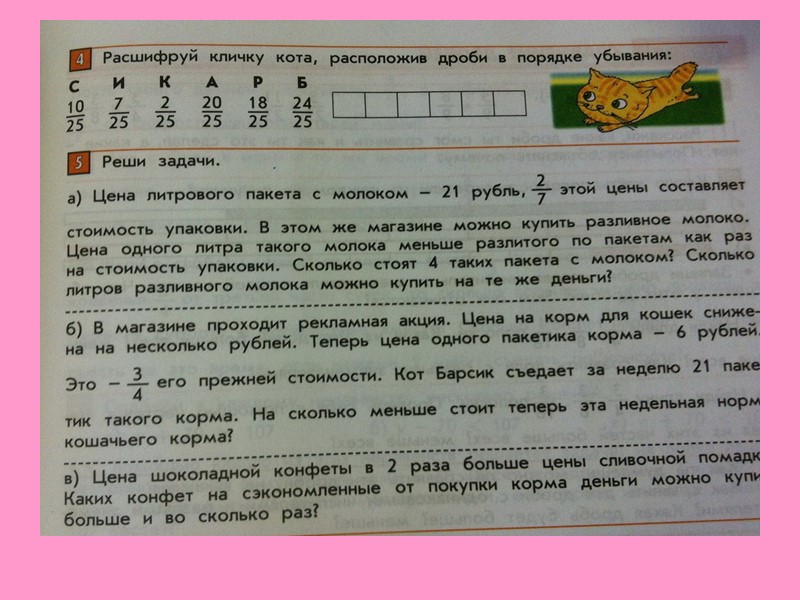 4 Расшифруй кличку кота, расположив дроби в порядке убывания:
С И К А Р Б
10/25 7/25 2/25 20/25 18/25 24/25
5 Реши задачи.
а) Цена литрового пакета с молоком – 21 рубль, 2/7 этой цены составляет
стоимость упаковки. В этом же магазине можно купить разливное молоко.
Цена одного литра такого молока меньше разлитого по пакетам как раз
на стоимость упаковки. Сколько стоят 4 таких пакета с молоком? Сколько
литров разливного молока можно купить на те же деньги?
б) В магазине проходит рекламная акция. Цена на корм для кошек сниже-
на на несколько рублей. Теперь цена одного пакетика корма – 6 рублей.
Это – 3/4 его прежней стоимости. Кот Барсик съедает за неделю 21 паке
тик такого корма. На сколько меньше стоит теперь эта недельная норм
кошачьего корма?
в) Цена шоколадной конфеты в 2 раза больше цены сливочной помадк
Каких конфет на сэкономленные от покупки корма деньги можно купи
больше и во сколько раз?